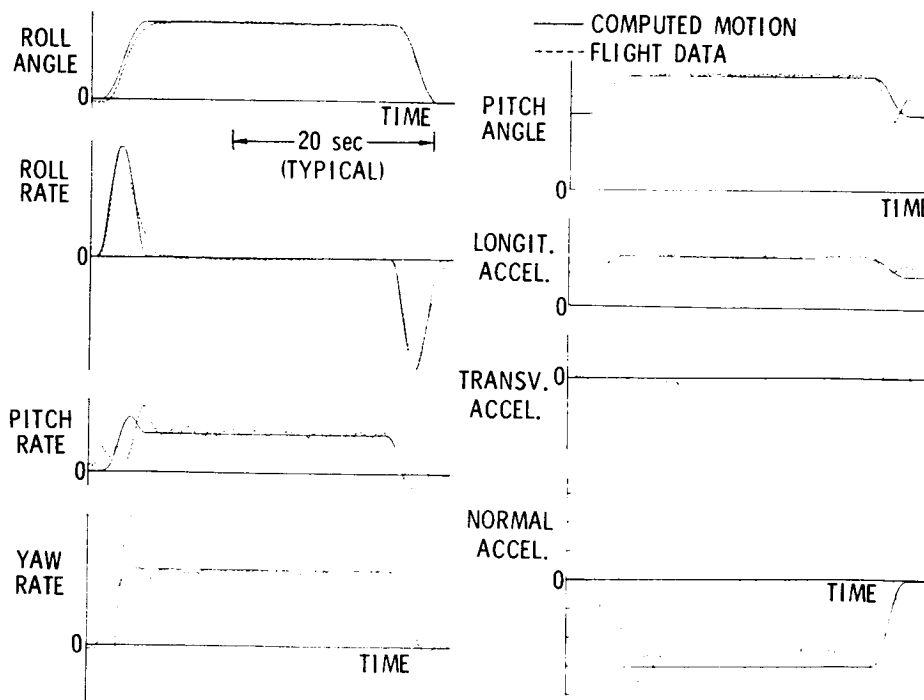 ROLL
ANGLE
0
TIME
20 sec
(TYPICAL)
ROLL
RATE
0
PITCH
RATE
0
YAW
RATE
0
TIME
COMPUTED MOTION
FLIGHT DATA
PITCH
ANGLE
0
TIME
LONGIT.
ACCEL.
0
TRANSV.
ACCEL.
0
NORMAL
ACCEL.
0
TIME